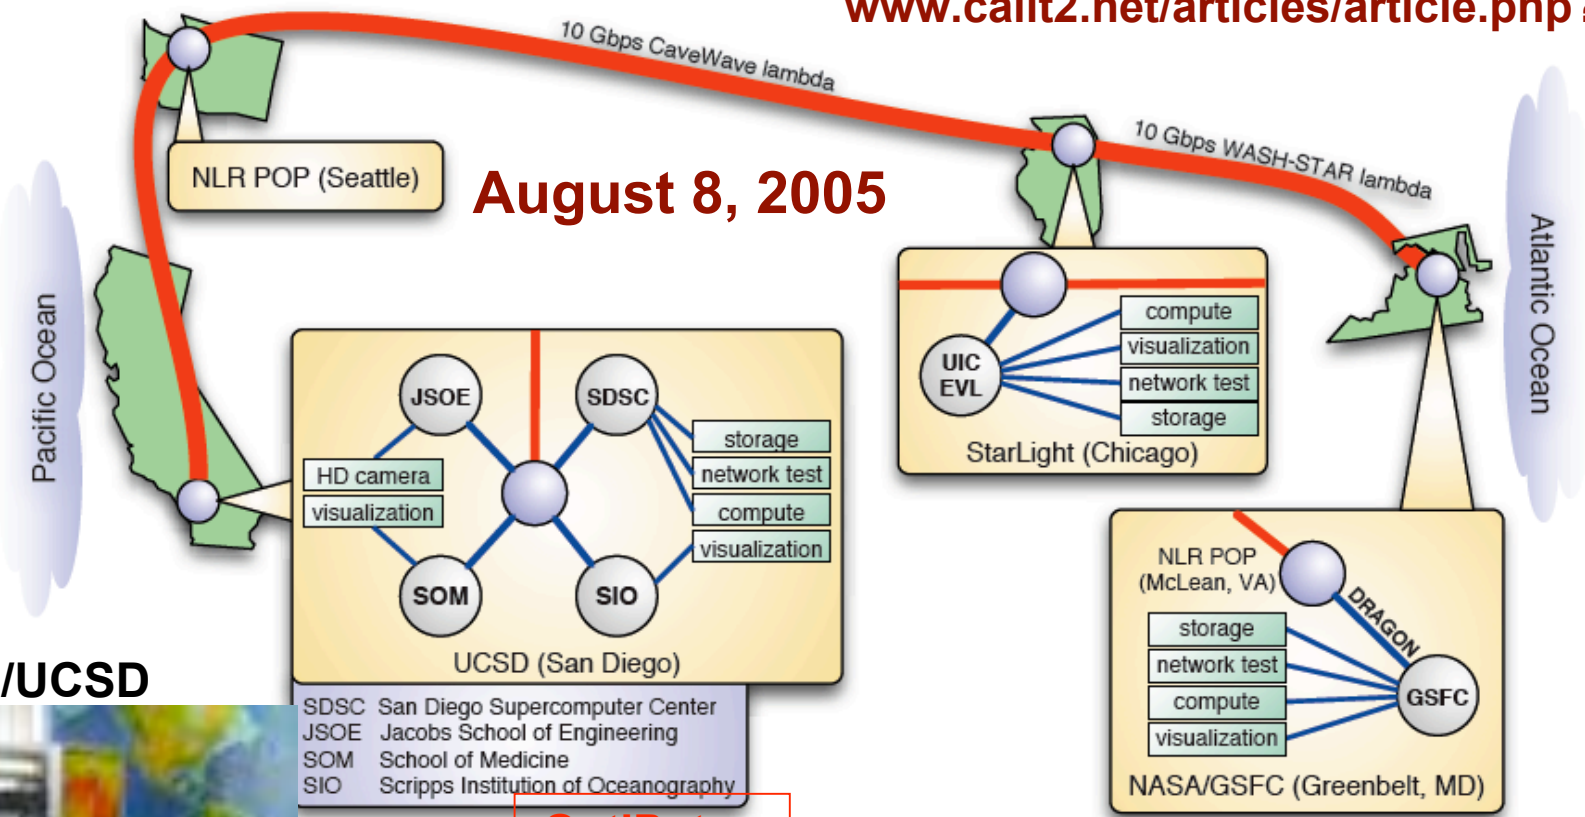 www.calit2.net/articles/article.php
10 Gbps CaveWave lambda
10 Gbps WASH-STAR lambda
NLR POP (Seattle)
August 8, 2005
Pacific Ocean
Atlantic Ocean
JSOE
SDSC
HD camera
visualization
storage
network test
compute
visualization
SOM
SIO
UCSD (San Diego)
SDSC San Diego Supercomputer Center
JSOE Jacobs School of Engineering
SOM School of Medicine
SIO Scripps Institution of Oceanography
UIC
EVL
compute
visualization
network test
storage
StarLight (Chicago)
NLR POP
(McLean, VA)
DRAGON
storage
network test
compute
visualization
GSFC
NASA/GSFC (Greenbelt, MD)
/UCSD